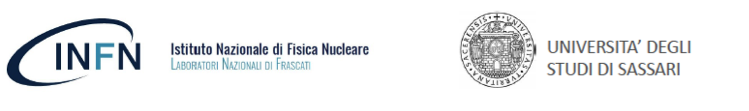 INFN
Istituto Nazionale di Fisica Nucleare
LABORATORI NAZIONALI DI FRASCATI
UNIVERSITA’ DEGLI
STUDI DI SASSARI